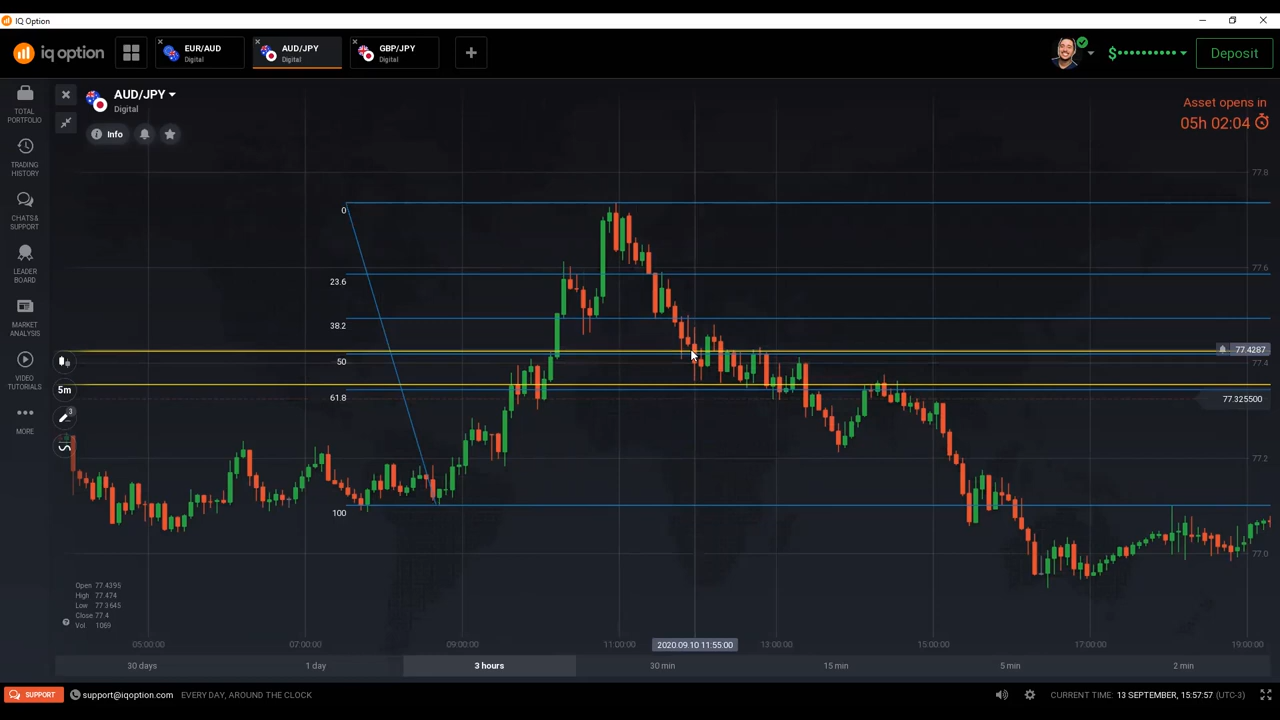 IQ Option
iq option
EUR/AUD
Digital
AUD/JPY
Digital
GBP/JPY
Digital
$••••••••••
Deposit
TOTAL
PORTFOLIO
TRADING
HISTORY
CHATS &
SUPPORT
LEADER
BOARD
MARKET
ANALYSIS
VIDEO
TUTORIALS
MORE
AUD/JPY
Digital
Info
Asset opens in
05h 02:04
77.8
77.6
77.4287
77.4
77.325500
77.2
77.0
0
23.6
38.2
50
61.8
100
5m
3
Open 77.4395
High 77.474
Low 77.3645
Close 77.4
Vol 1069
05:00:00
07:00:00
09:00:00
11:00:00
2020.09.10 11:55:00
13:00:00
15:00:00
17:00:00
19:00:00
30 days
1 day
3 hours
30 min
15 min
5 min
2 min
SUPPORT
support@iqoption.com
EVERY DAY, AROUND THE CLOCK
CURRENT TIME: 13 SEPTEMBER, 15:57:57 (UTC-3)